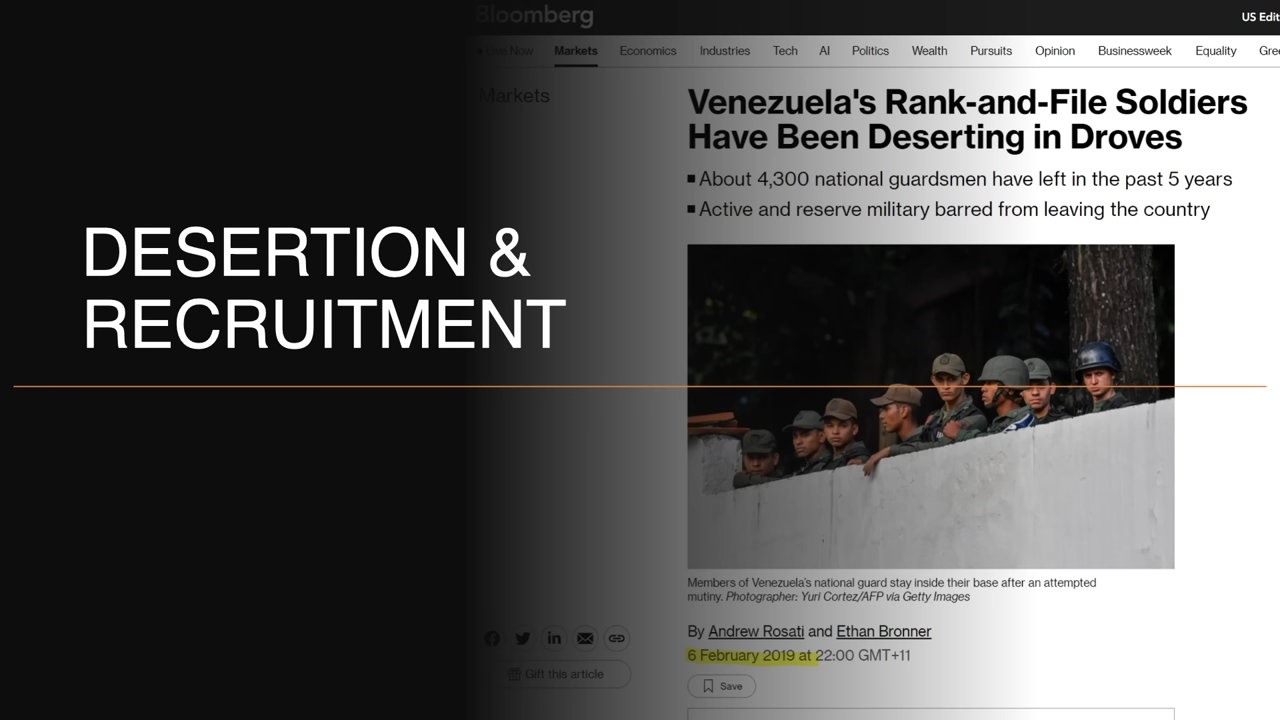 Bloomberg
US Edit
Live Now Markets Economics Industries Tech AI Politics Wealth Pursuits Opinion Businessweek Equality Gree
Markets
Venezuela's Rank-and-File Soldiers
Have Been Deserting in Droves
■ About 4,300 national guardsmen have left in the past 5 years
■ Active and reserve military barred from leaving the country
DESERTION &
RECRUITMENT
Members of Venezuela's national guard stay inside their base after an attempted
mutiny. Photographer: Yuri Cortez/AFP via Getty Images
By Andrew Rosati and Ethan Bronner
6 February 2019 at 22:00 GMT+11
Gift this article
Save